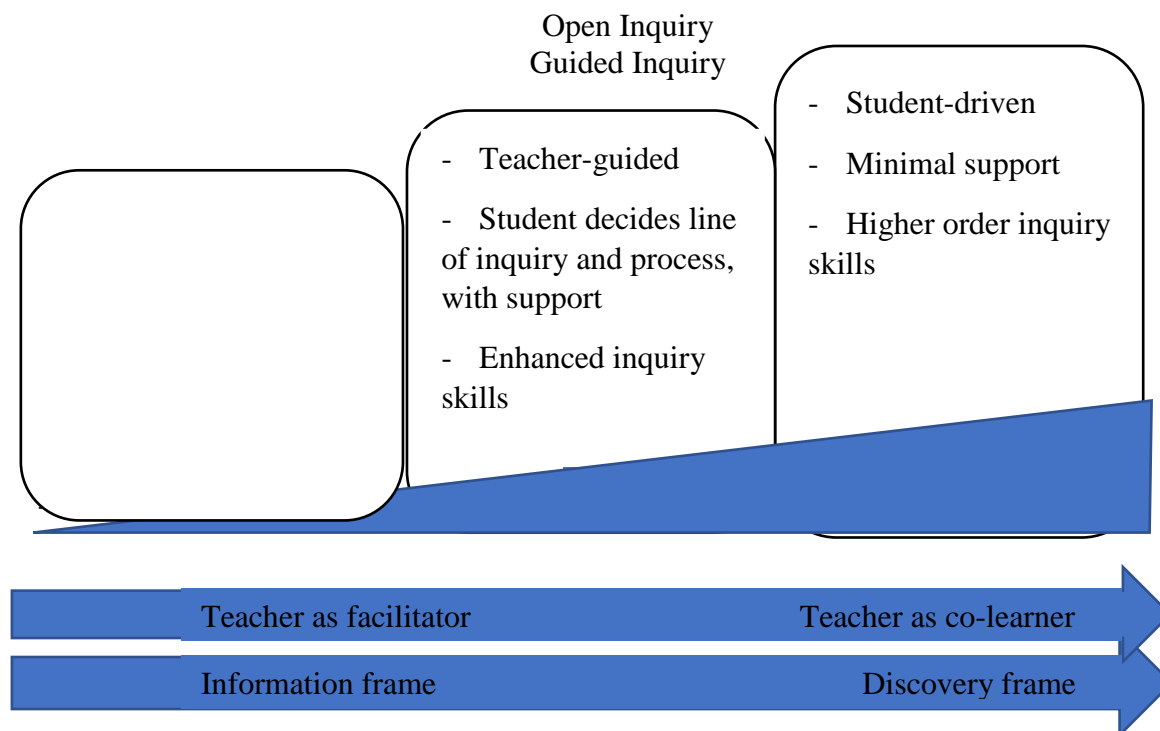 Open Inquiry
Guided Inquiry
- Teacher-guided
- Student decides line
of inquiry and process,
with support
- Enhanced inquiry
skills
- Student-driven
- Minimal support
- Higher order inquiry
skills
Teacher as facilitator Teacher as co-learner
Information frame Discovery frame